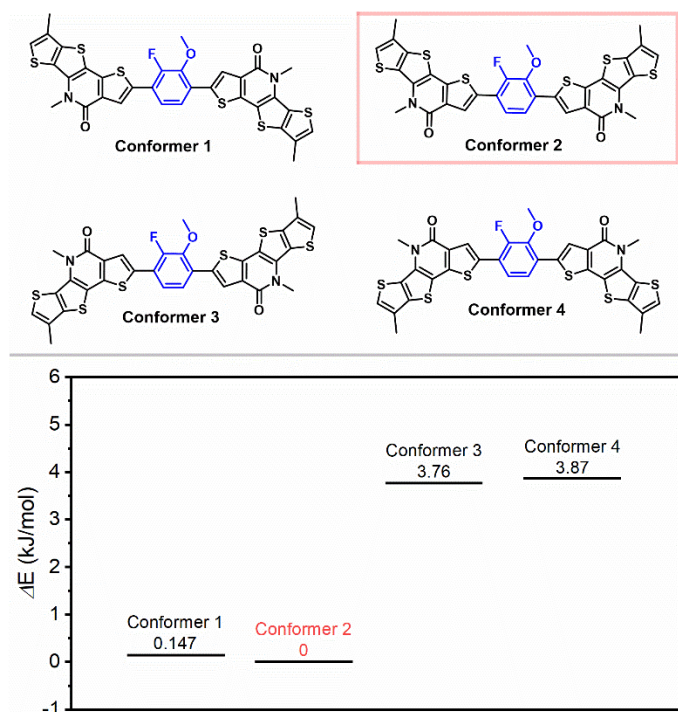 S
S
N
O
S
F
O
S
O
N
S
S
Conformer 1
S
S
N
O
S
F
O
S
O
N
S
S
Conformer 2
N
O
S
S
S
F
O
S
S
S
N
O
Conformer 3
O
N
S
S
S
F
O
S
O
N
S
S
Conformer 4
6
5
4
3
2
1
0
-1
ΔE (kJ/mol)
Conformer 1
0.147
Conformer 2
0
Conformer 3
3.76
Conformer 4
3.87